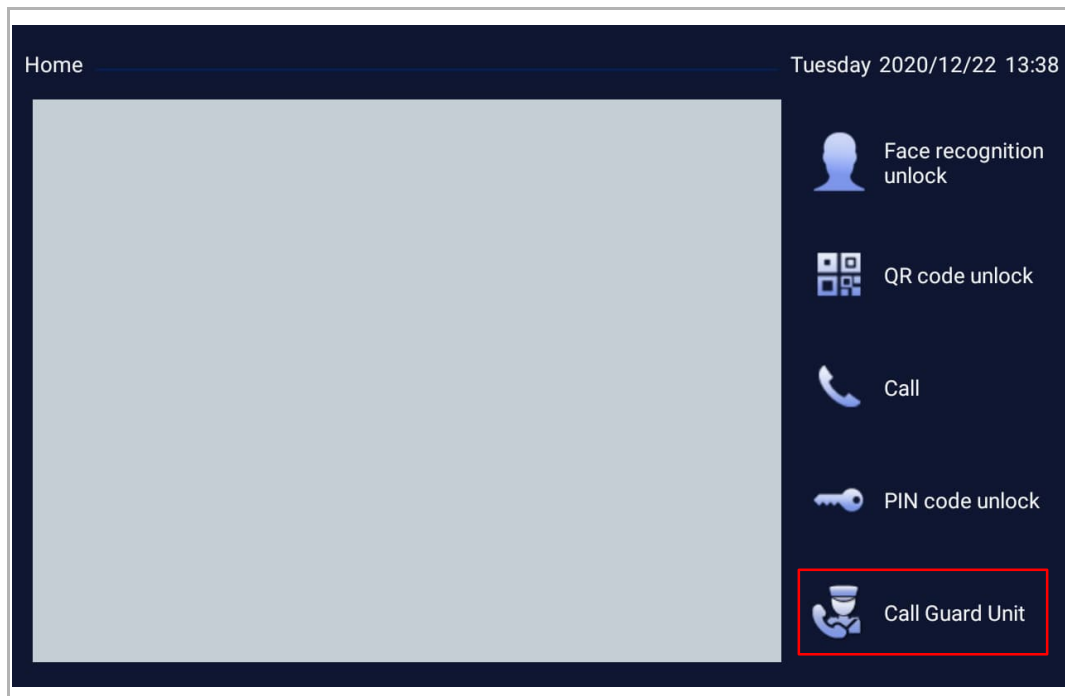 Home
Tuesday 2020/12/22 13:38
Face recognition
unlock
QR code unlock
Call
PIN code unlock
Call Guard Unit